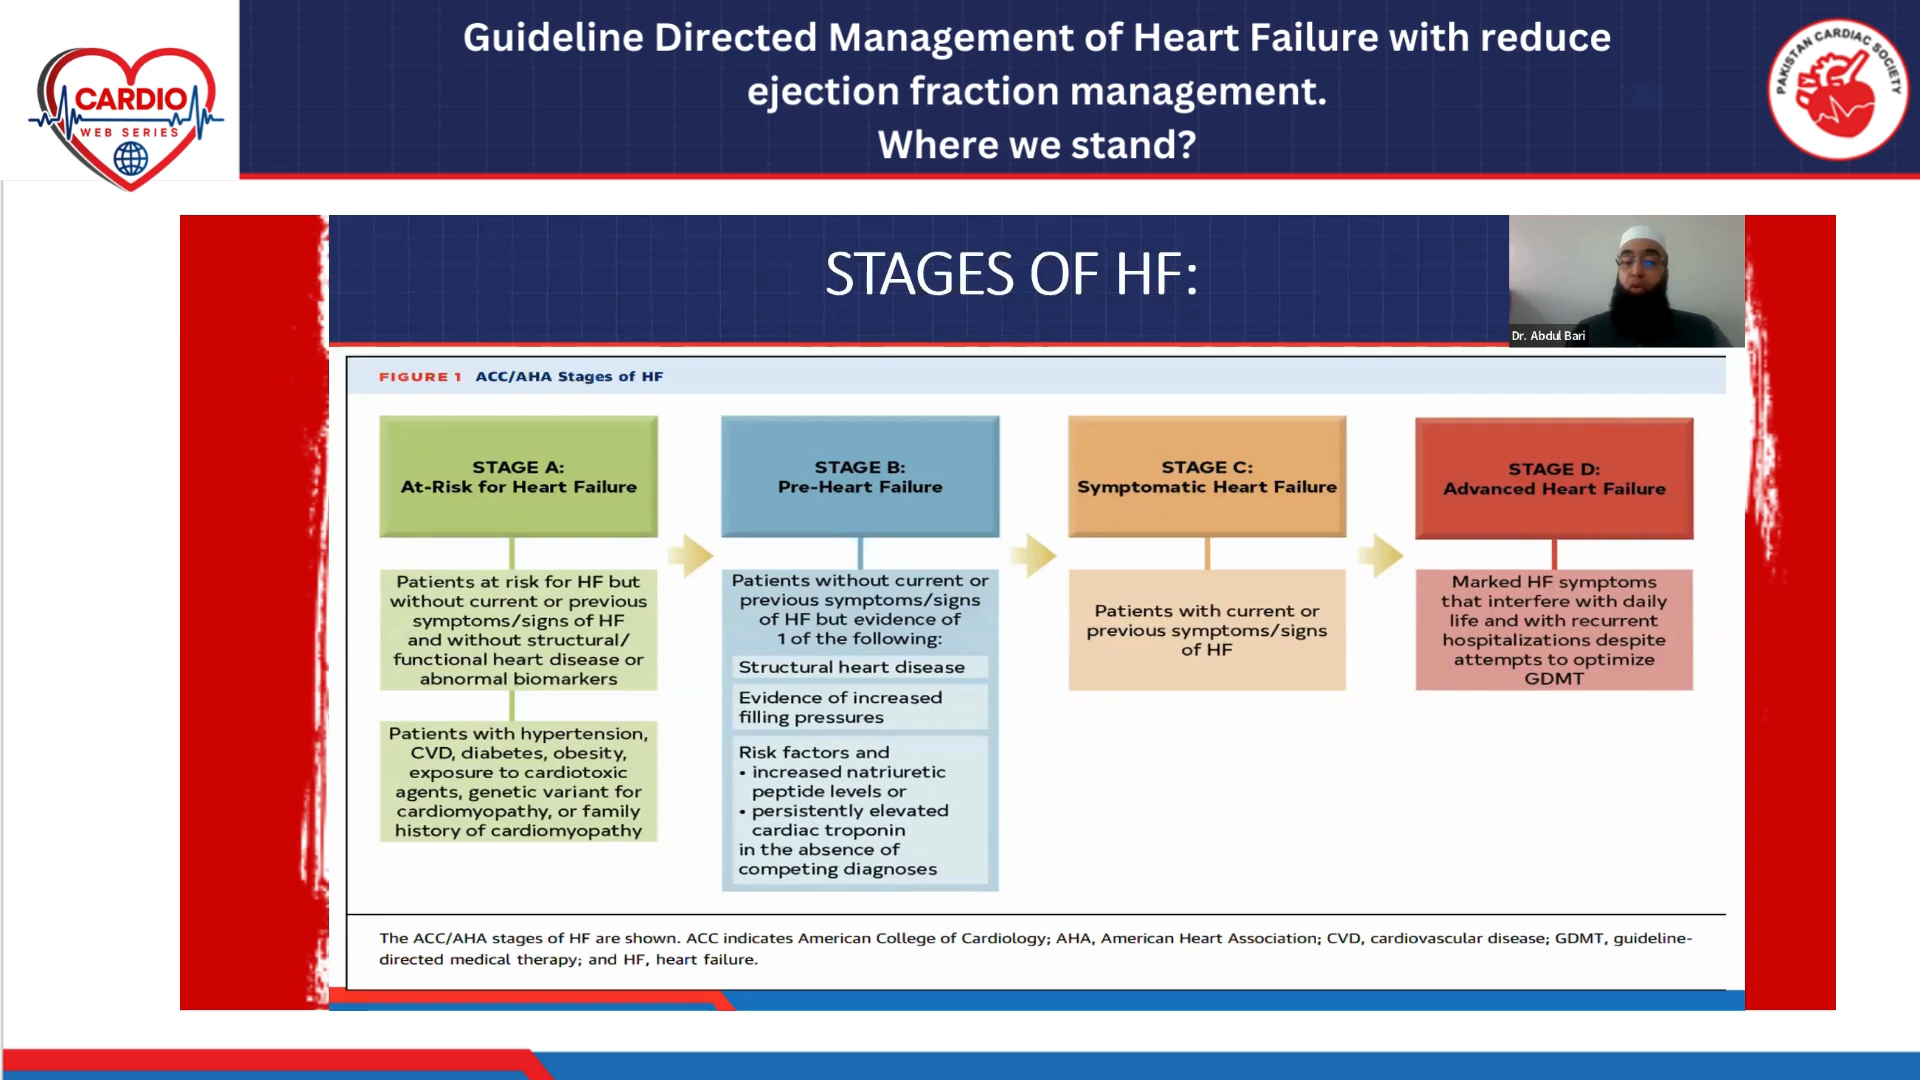 Guideline Directed Management of Heart Failure with reduce
ejection fraction management.
Where we stand?
CARDIO
WEB SERIES
PAKISTAN CARDIAC SOCIETY
STAGES OF HF:
Dr. Abdul Bari
FIGURE 1 ACC/AHA Stages of HF
STAGE A:
At-Risk for Heart Failure
Patients at risk for HF but
without current or previous
symptoms/signs of HF
and without structural/
functional heart disease or
abnormal biomarkers
Patients with hypertension,
CVD, diabetes, obesity,
exposure to cardiotoxic
agents, genetic variant for
cardiomyopathy, or family
history of cardiomyopathy
STAGE B:
Pre-Heart Failure
Patients without current or
previous symptoms/signs
of HF but evidence of
1 of the following:
Structural heart disease
Evidence of increased
filling pressures
Risk factors and
• increased natriuretic
peptide levels or
• persistently elevated
cardiac troponin
in the absence of
competing diagnoses
STAGE C:
Symptomatic Heart Failure
Patients with current or
previous symptoms/signs
of HF
STAGE D:
Advanced Heart Failure
Marked HF symptoms
that interfere with daily
life and with recurrent
hospitalizations despite
attempts to optimize
GDMT
The ACC/AHA stages of HF are shown. ACC indicates American College of Cardiology; AHA, American Heart Association; CVD, cardiovascular disease; GDMT, guideline-
directed medical therapy; and HF, heart failure.